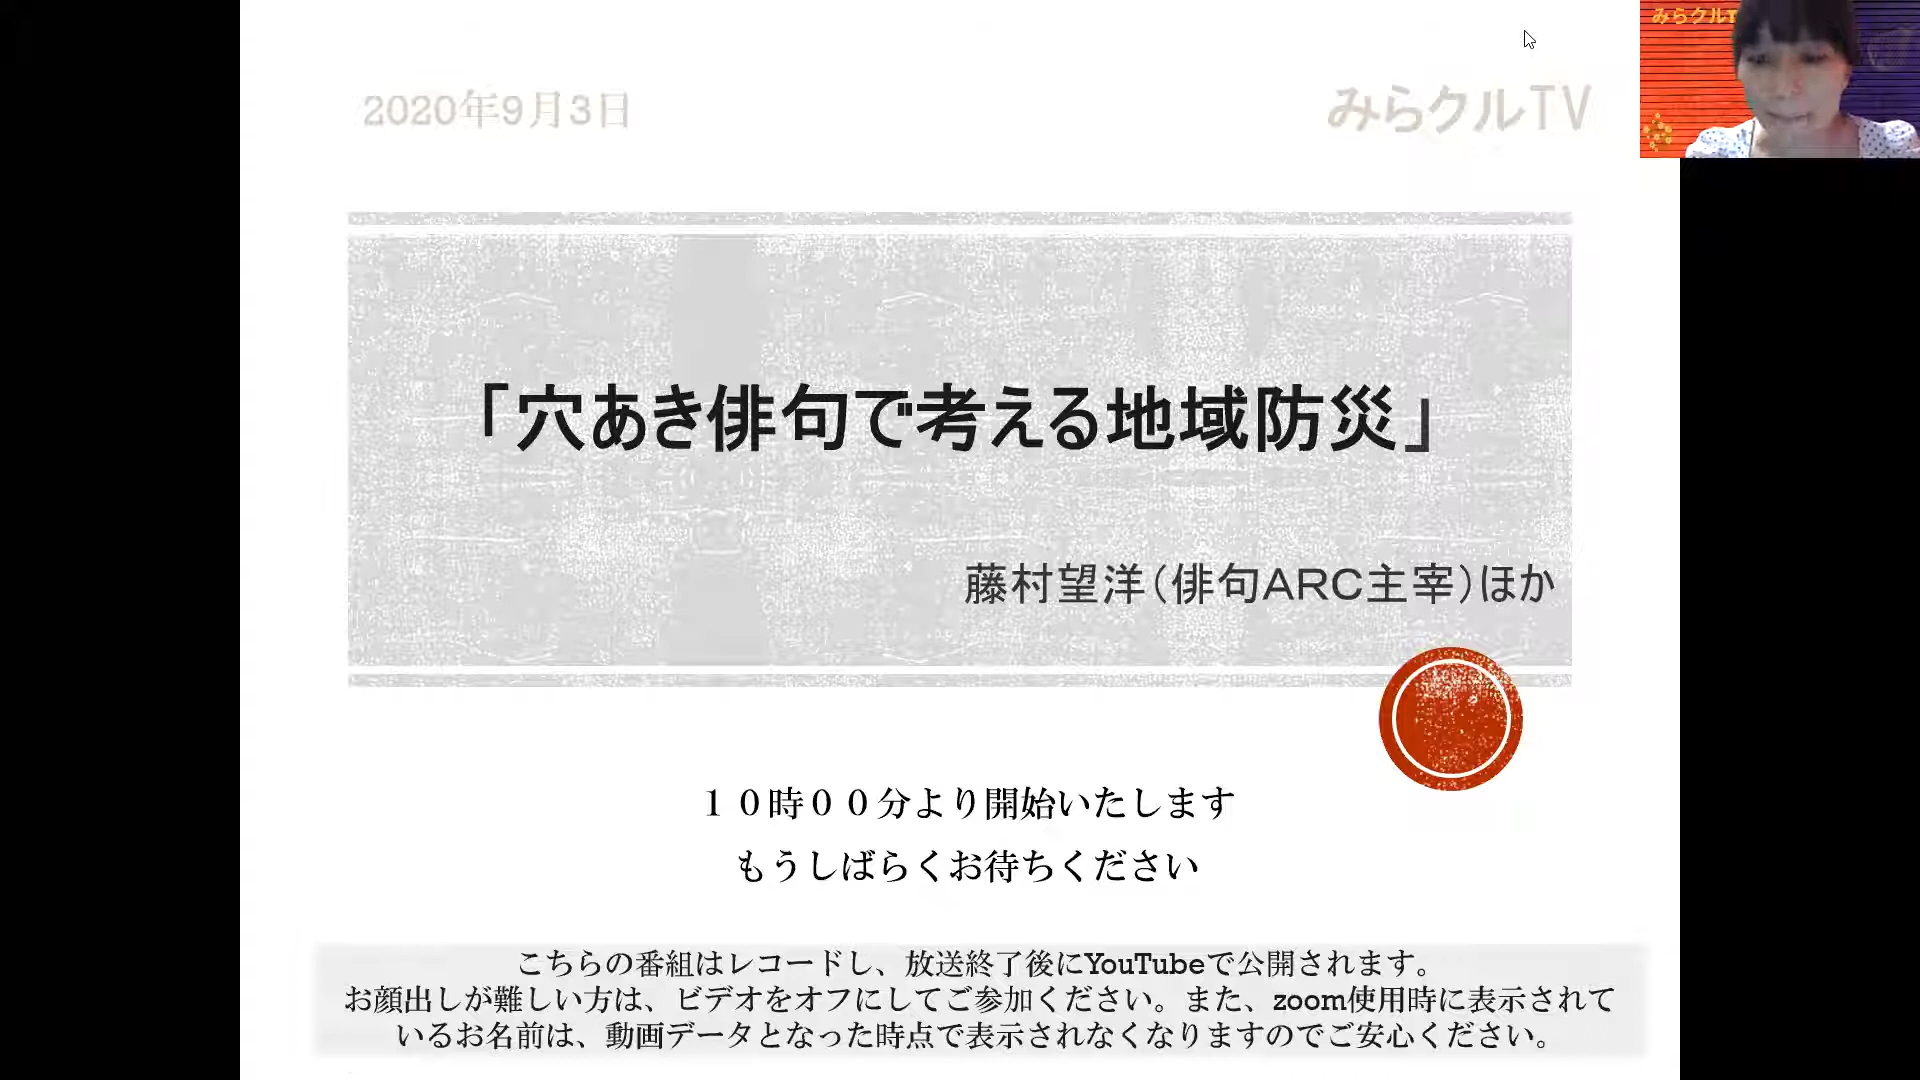 2020年9月3日
みらクルTV
みらクルT
「穴あき俳句で考える地域防災」
藤村望洋(俳句ARC主宰)ほか
１０時００分より開始いたします
もうしばらくお待ちください
こちらの番組はレコードし、放送終了後にYouTubeで公開されます。
お顔出しが難しい方は、ビデオをオフにしてご参加ください。また、zoom使用時に表示されて
いるお名前は、動画データとなった時点で表示されなくなりますのでご安心ください。